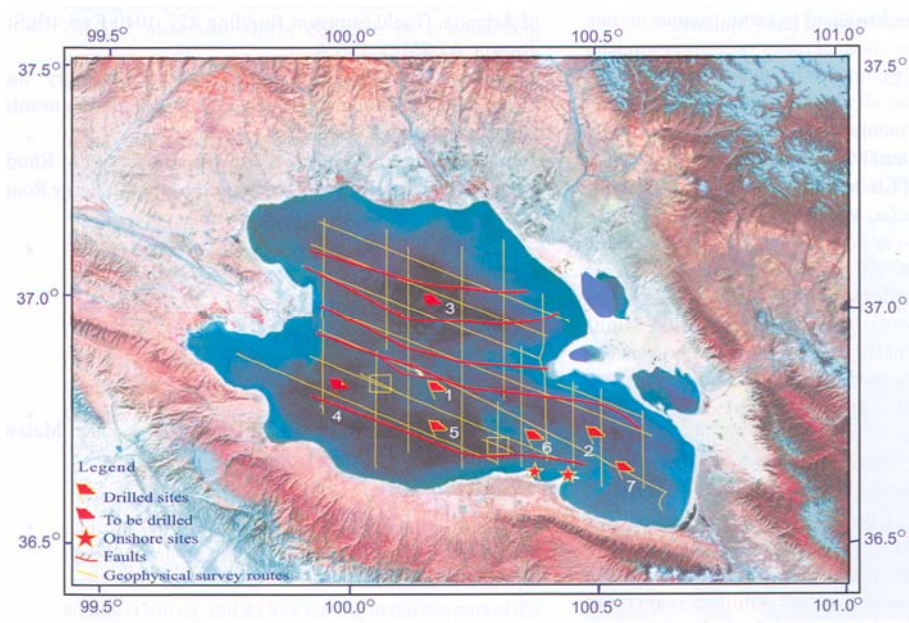 99.5° 100.0° 100.5° 101.0°
37.5° 37.5°
37.0° 37.0°
3
1
4
5
6
2
7
Legend
Drilled sites
To be drilled
Onshore sites
Faults
Geophysical survey routes
36.5° 36.5°
99.5° 100.0° 100.5° 101.0°